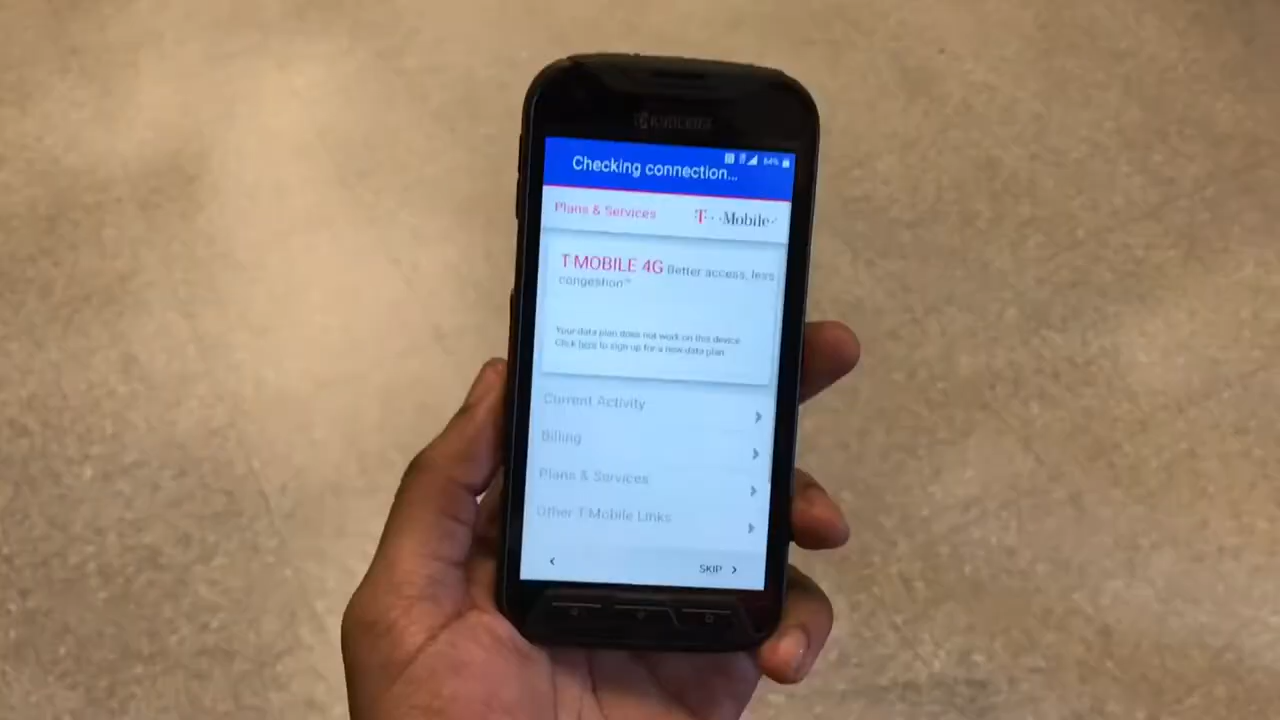 KYOCERA
64%
Checking connection...
Plans & Services
T··Mobile
T-MOBILE 4G Better access, less
congestion™
Your data plan does not work on this device
Click here to sign up for a new data plan
Current Activity
Billing
Plans & Services
Other T-Mobile Links
SKIP